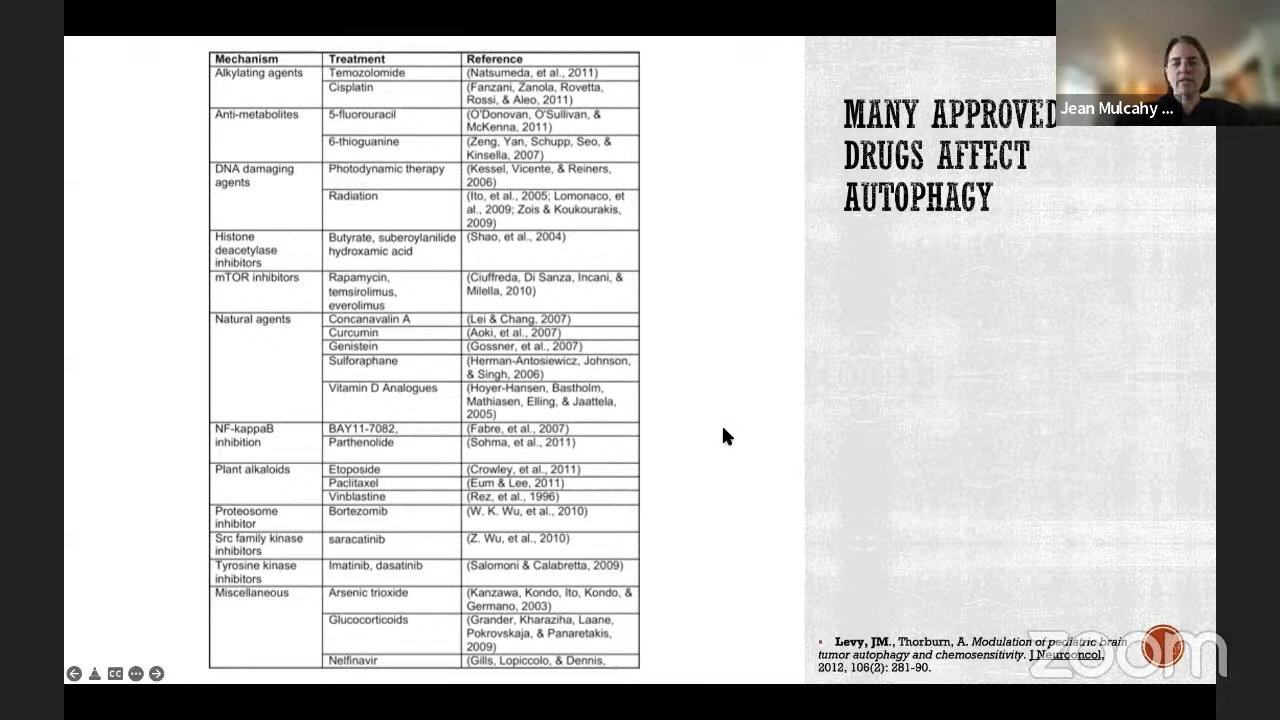 Mechanism Treatment Reference
Alkylating agents Temozolomide (Natsumeda, et al., 2011)
Cisplatin (Fanzani, Zanola, Rovetta,
Rossi, & Aleo, 2011)
Anti-metabolites 5-fluorouracil (O'Donovan, O'Sullivan, &
McKenna, 2011)
6-thioguanine (Zeng, Yan, Schupp, Seo, &
Kinsella, 2007)
DNA damaging Photodynamic therapy (Kessel, Vicente, & Reiners,
agents 2006)
Radiation (Ito, et al., 2005; Lomonaco, et
al., 2009; Zois & Koukourakis,
2009)
Histone Butyrate, suberoylanilide (Shao, et al., 2004)
deacetylase hydroxamic acid
inhibitors
mTOR inhibitors Rapamycin, (Ciuffreda, Di Sanza, Incani, &
temsirolimus, Milella, 2010)
everolimus
Natural agents Concanavalin A (Lei & Chang, 2007)
Curcumin (Aoki, et al., 2007)
Genistein (Gossner, et al., 2007)
Sulforaphane (Herman-Antosiewicz, Johnson,
& Singh, 2006)
Vitamin D Analogues (Hoyer-Hansen, Bastholm,
Mathiasen, Elling, & Jaattela,
2005)
NF-kappaB BAY11-7082, (Fabre, et al., 2007)
inhibition Parthenolide (Sohma, et al., 2011)
Plant alkaloids Etoposide (Crowley, et al., 2011)
Paclitaxel (Eum & Lee, 2011)
Vinblastine (Rez, et al., 1996)
Proteosome Bortezomib (W. K. Wu, et al., 2010)
inhibitor
Src family kinase saracatinib (Z. Wu, et al., 2010)
inhibitors
Tyrosine kinase Imatinib, dasatinib (Salomoni & Calabretta, 2009)
inhibitors
Miscellaneous Arsenic trioxide (Kanzawa, Kondo, Ito, Kondo, &
Germano, 2003)
Glucocorticoids (Grander, Kharaziha, Laane,
Pokrovskaja, & Panaretakis,
2009)
Nelfinavir (Gills, Lopiccolo, & Dennis,
MANY APPROVED
DRUGS AFFECT
AUTOPHAGY
Jean Mulcahy ...
Levy, JM., Thorburn, A. Modulation of pediatric brain
tumor autophagy and chemosensitivity. J Neurooncol,
2012, 106(2): 281-90.
CC
zoom